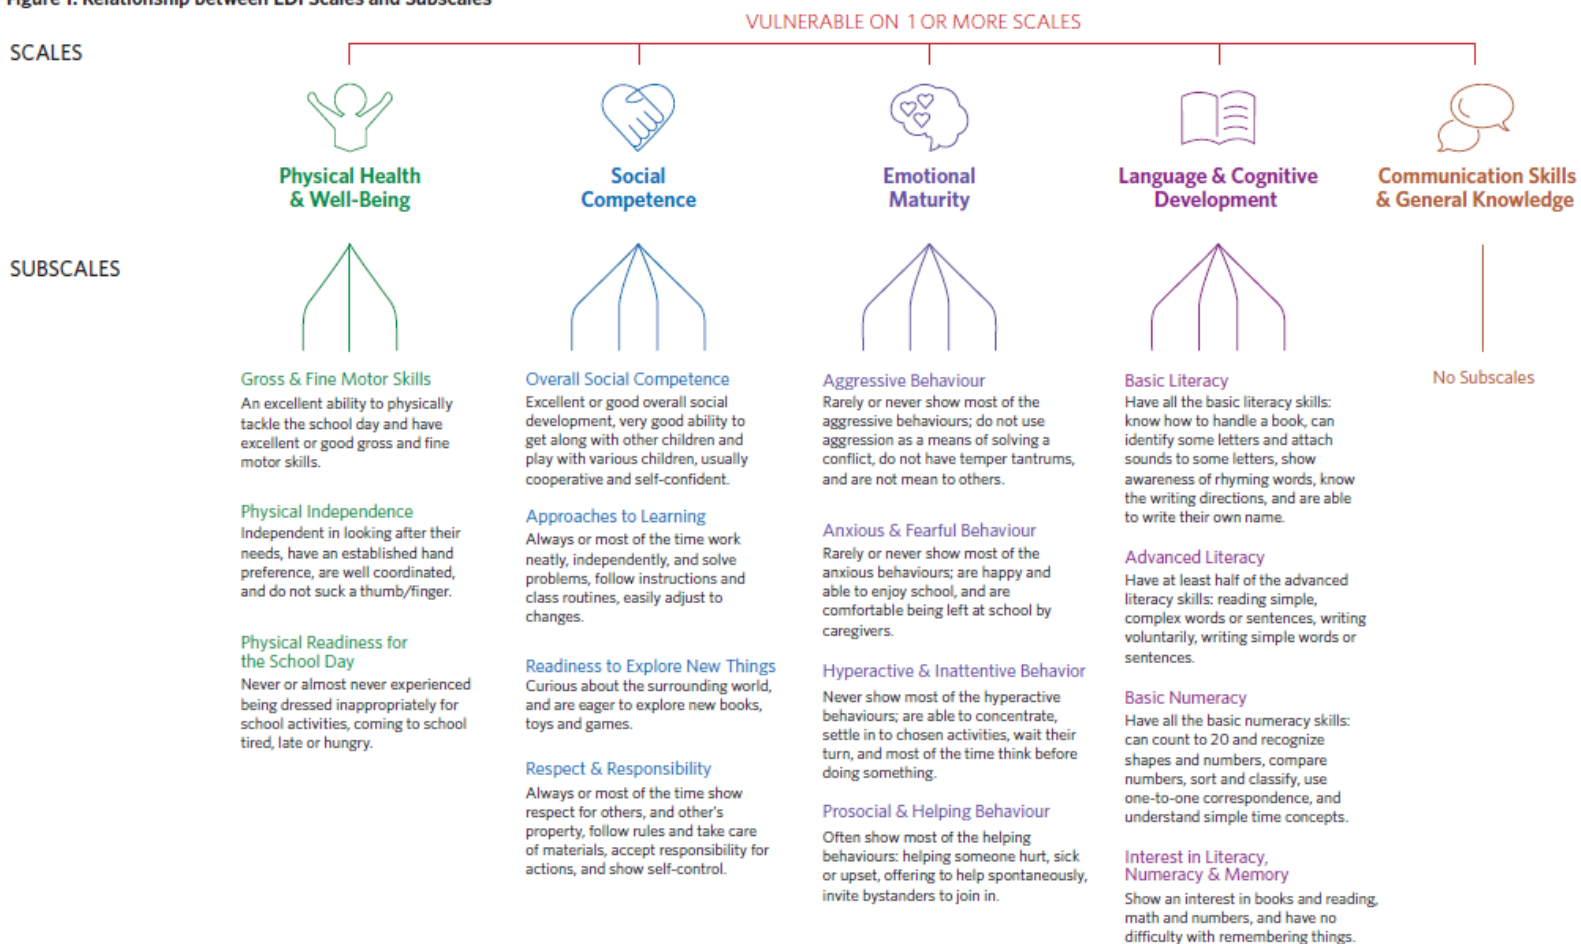 Figure 1. Relationship between EDI Scales and Subscales
VULNERABLE ON 1 OR MORE SCALES
SCALES
Physical Health
& Well-Being
Social
Competence
Emotional
Maturity
Language & Cognitive
Development
Communication Skills
& General Knowledge
SUBSCALES
Gross & Fine Motor Skills
An excellent ability to physically
tackle the school day and have
excellent or good gross and fine
motor skills.
Physical Independence
Independent in looking after their
needs, have an established hand
preference, are well coordinated,
and do not suck a thumb/finger.
Physical Readiness for
the School Day
Never or almost never experienced
being dressed inappropriately for
school activities, coming to school
tired, late or hungry.
Overall Social Competence
Excellent or good overall social
development, very good ability to
get along with other children and
play with various children, usually
cooperative and self-confident.
Approaches to Learning
Always or most of the time work
neatly, independently, and solve
problems, follow instructions and
class routines, easily adjust to
changes.
Readiness to Explore New Things
Curious about the surrounding world,
and are eager to explore new books,
toys and games.
Respect & Responsibility
Always or most of the time show
respect for others, and other's
property, follow rules and take care
of materials, accept responsibility for
actions, and show self-control.
Aggressive Behaviour
Rarely or never show most of the
aggressive behaviours; do not use
aggression as a means of solving a
conflict, do not have temper tantrums,
and are not mean to others.
Anxious & Fearful Behaviour
Rarely or never show most of the
anxious behaviours; are happy and
able to enjoy school, and are
comfortable being left at school by
caregivers.
Hyperactive & Inattentive Behavior
Never show most of the hyperactive
behaviours; are able to concentrate,
settle in to chosen activities, wait their
turn, and most of the time think before
doing something.
Prosocial & Helping Behaviour
Often show most of the helping
behaviours: helping someone hurt, sick
or upset, offering to help spontaneously,
invite bystanders to join in.
Basic Literacy
Have all the basic literacy skills:
know how to handle a book, can
identify some letters and attach
sounds to some letters, show
awareness of rhyming words, know
the writing directions, and are able
to write their own name.
Advanced Literacy
Have at least half of the advanced
literacy skills: reading simple,
complex words or sentences, writing
voluntarily, writing simple words or
sentences.
Basic Numeracy
Have all the basic numeracy skills:
can count to 20 and recognize
shapes and numbers, compare
numbers, sort and classify, use
one-to-one correspondence, and
understand simple time concepts.
Interest in Literacy,
Numeracy & Memory
Show an interest in books and reading,
math and numbers, and have no
difficulty with remembering things.
No Subscales